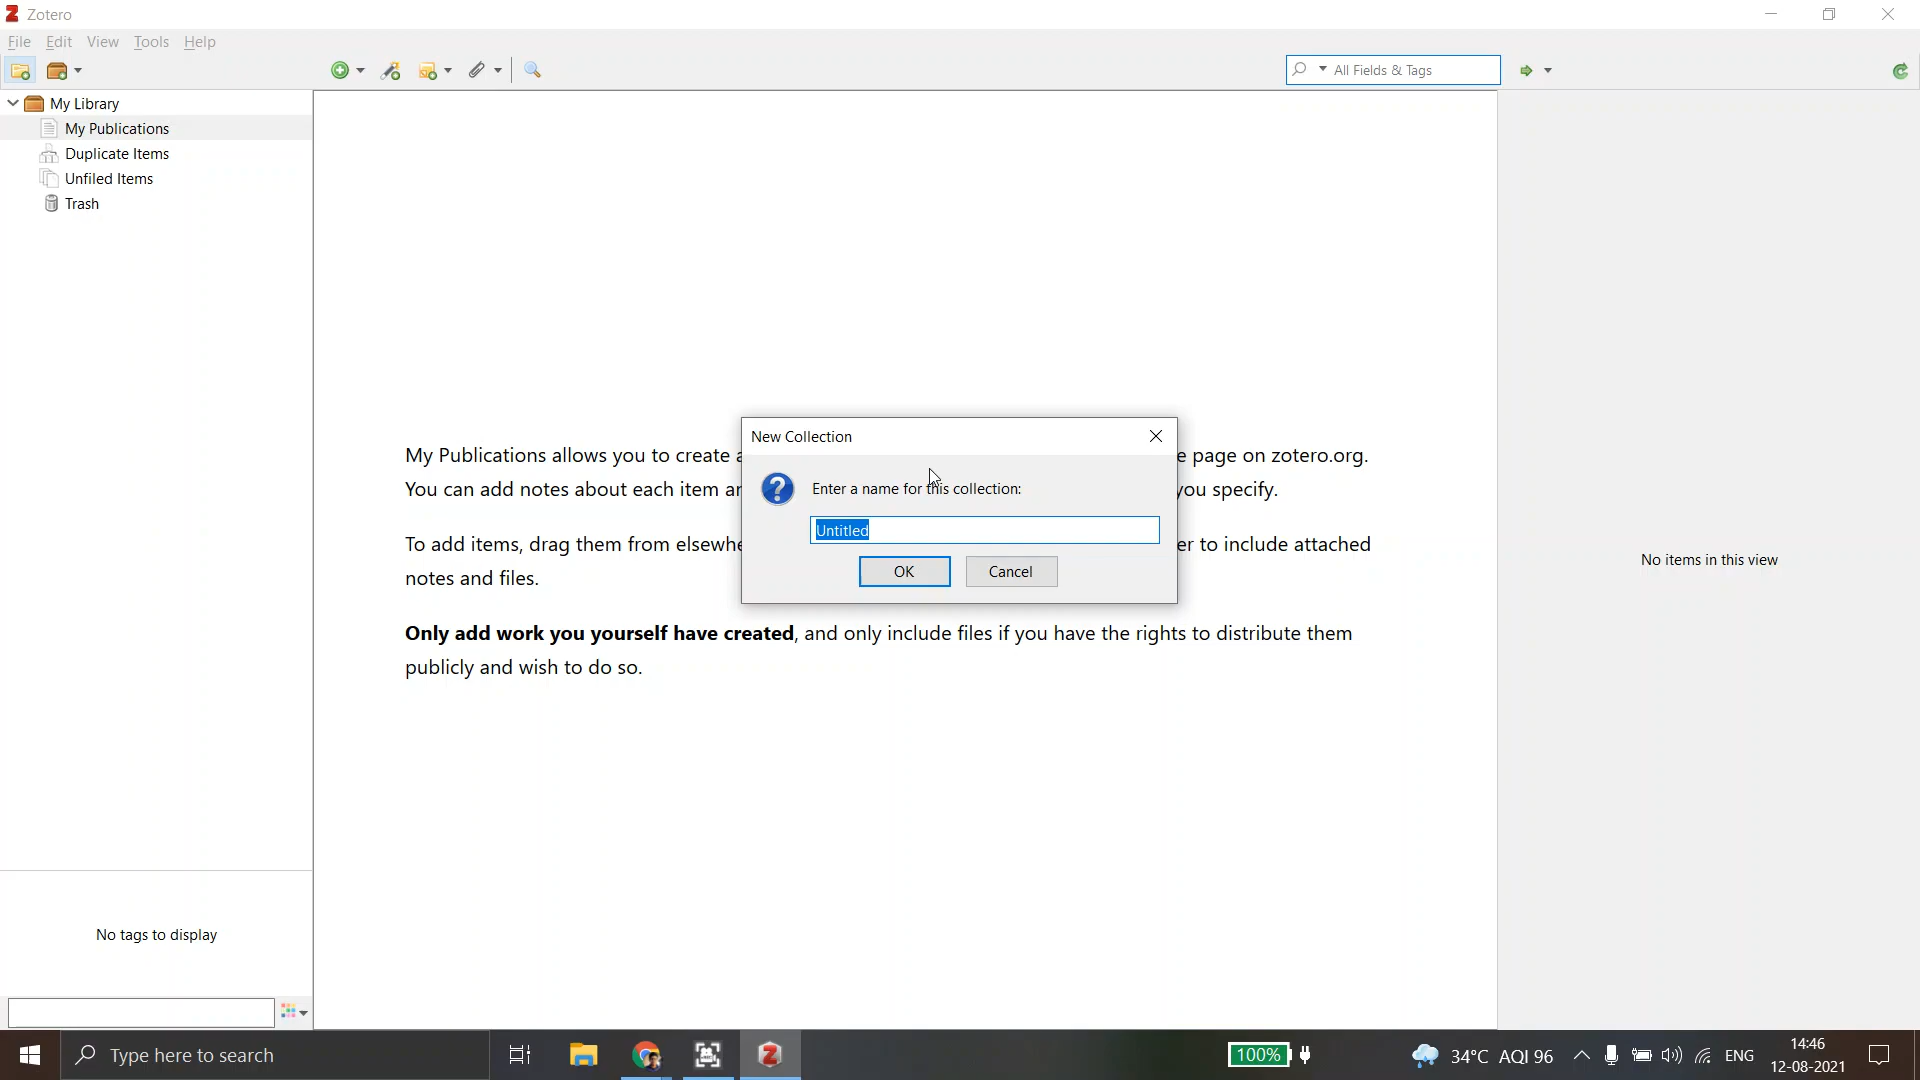 Zotero
File Edit View Tools Help
All Fields & Tags
My Library
My Publications
Duplicate Items
Unfiled Items
Trash
My Publications allows you to create a
e page on zotero.org.
You can add notes about each item an
you specify.
To add items, drag them from elsewhe
er to include attached
notes and files.
Only add work you yourself have created, and only include files if you have the rights to distribute them
publicly and wish to do so.
New Collection
Enter a name for this collection:
Untitled
OK Cancel
No items in this view
No tags to display
Type here to search
100%
34°C AQI 96
ENG
14:46
12-08-2021